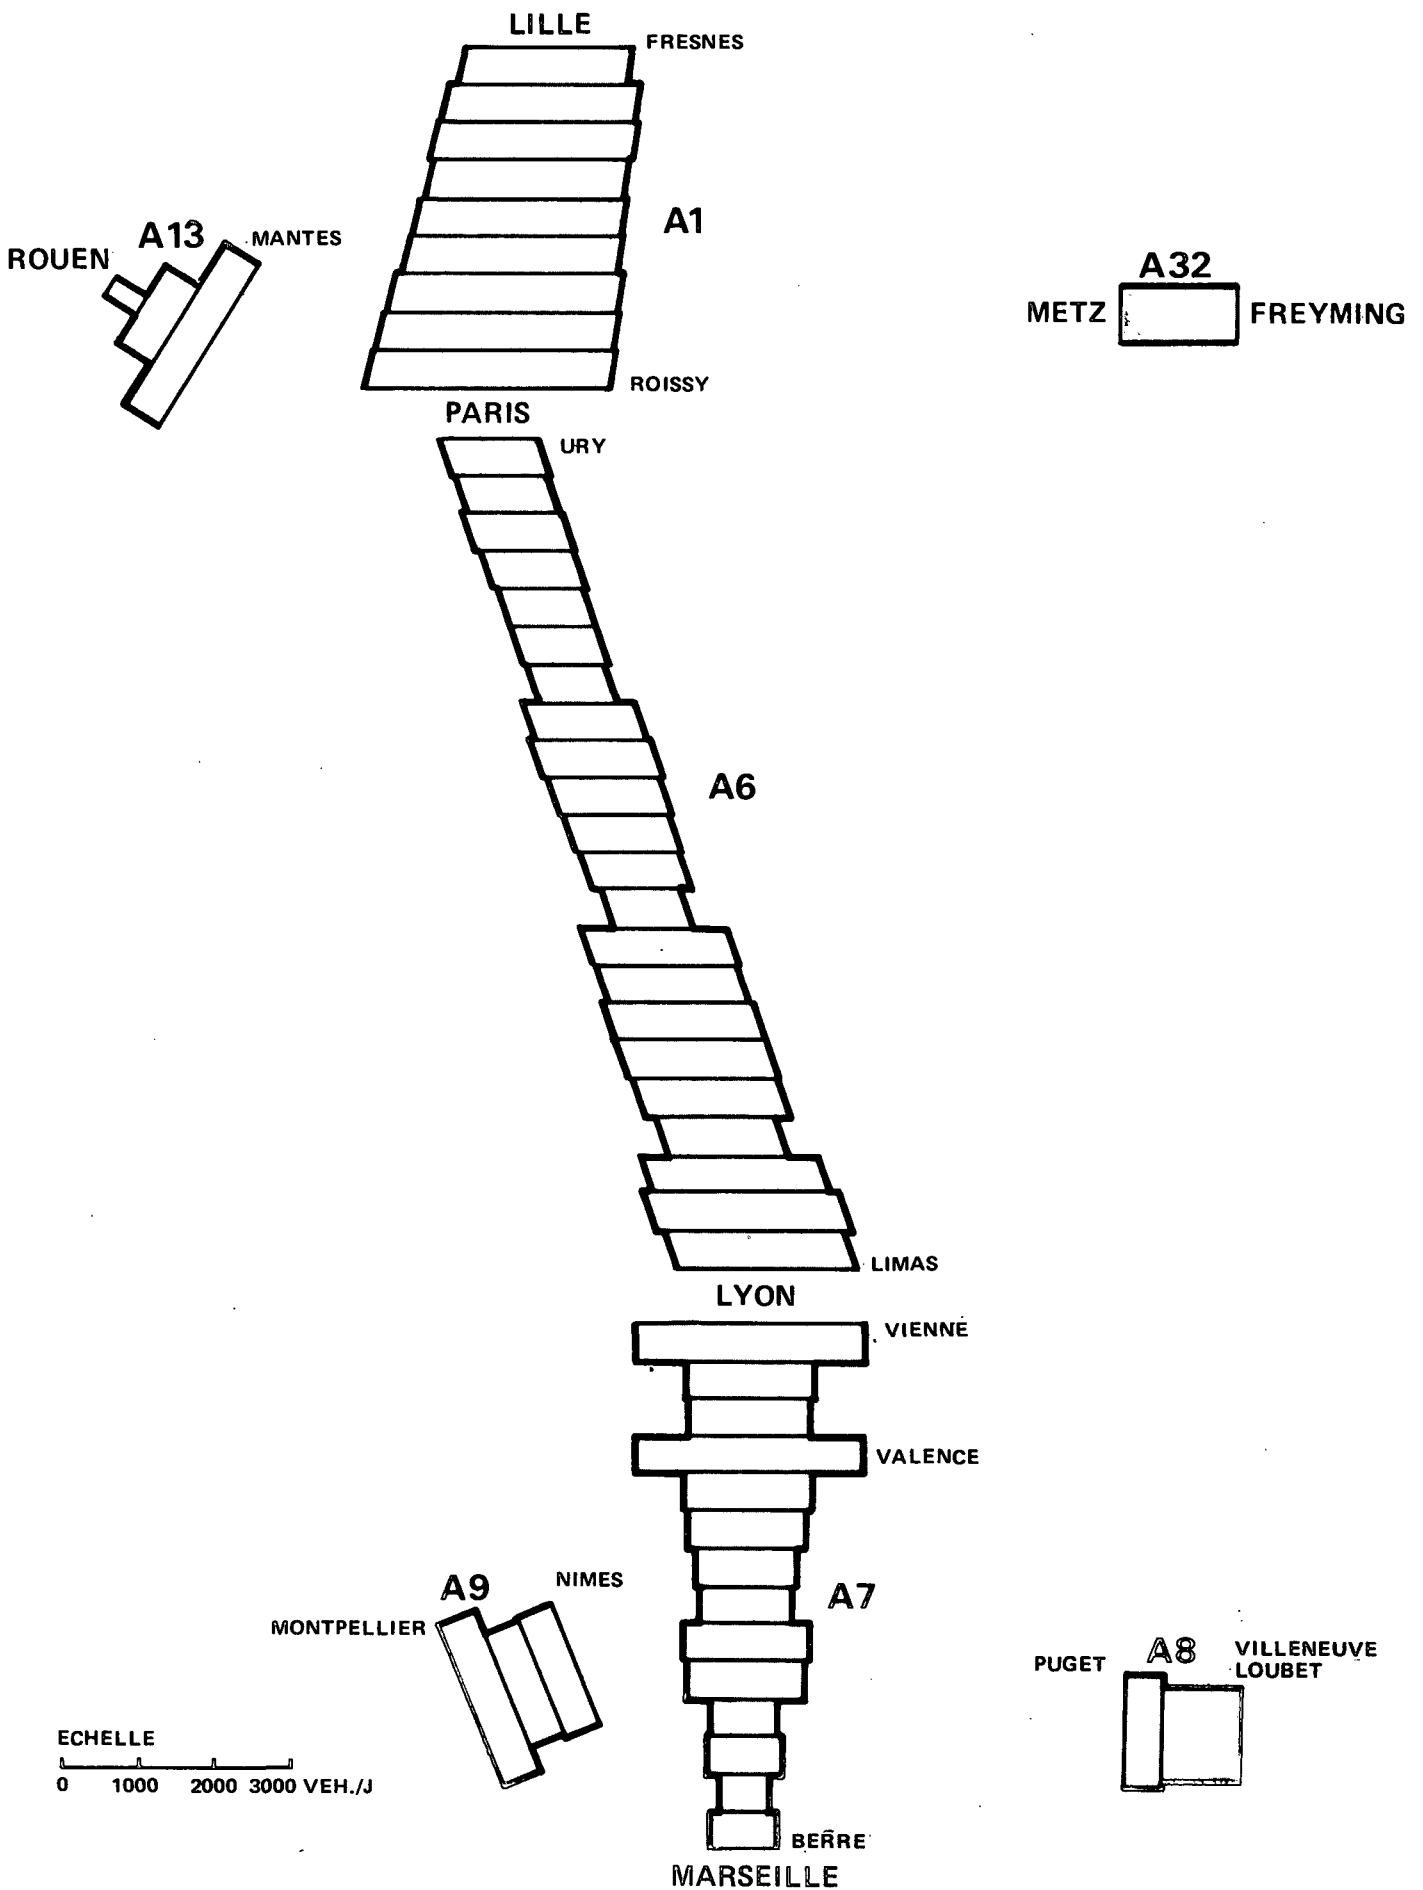 LILLE
FRESNES
A1
A13
MANTES
ROUEN
A32
METZ
FREYMING
ROISSY
PARIS
URY
A6
LIMAS
LYON
VIENNE
VALENCE
A9
NIMES
A7
MONTPELLIER
A8
PUGET
VILLENEUVE
LOUBET
ECHELLE
0 1000 2000 3000 VEH./J
BERRE
MARSEILLE